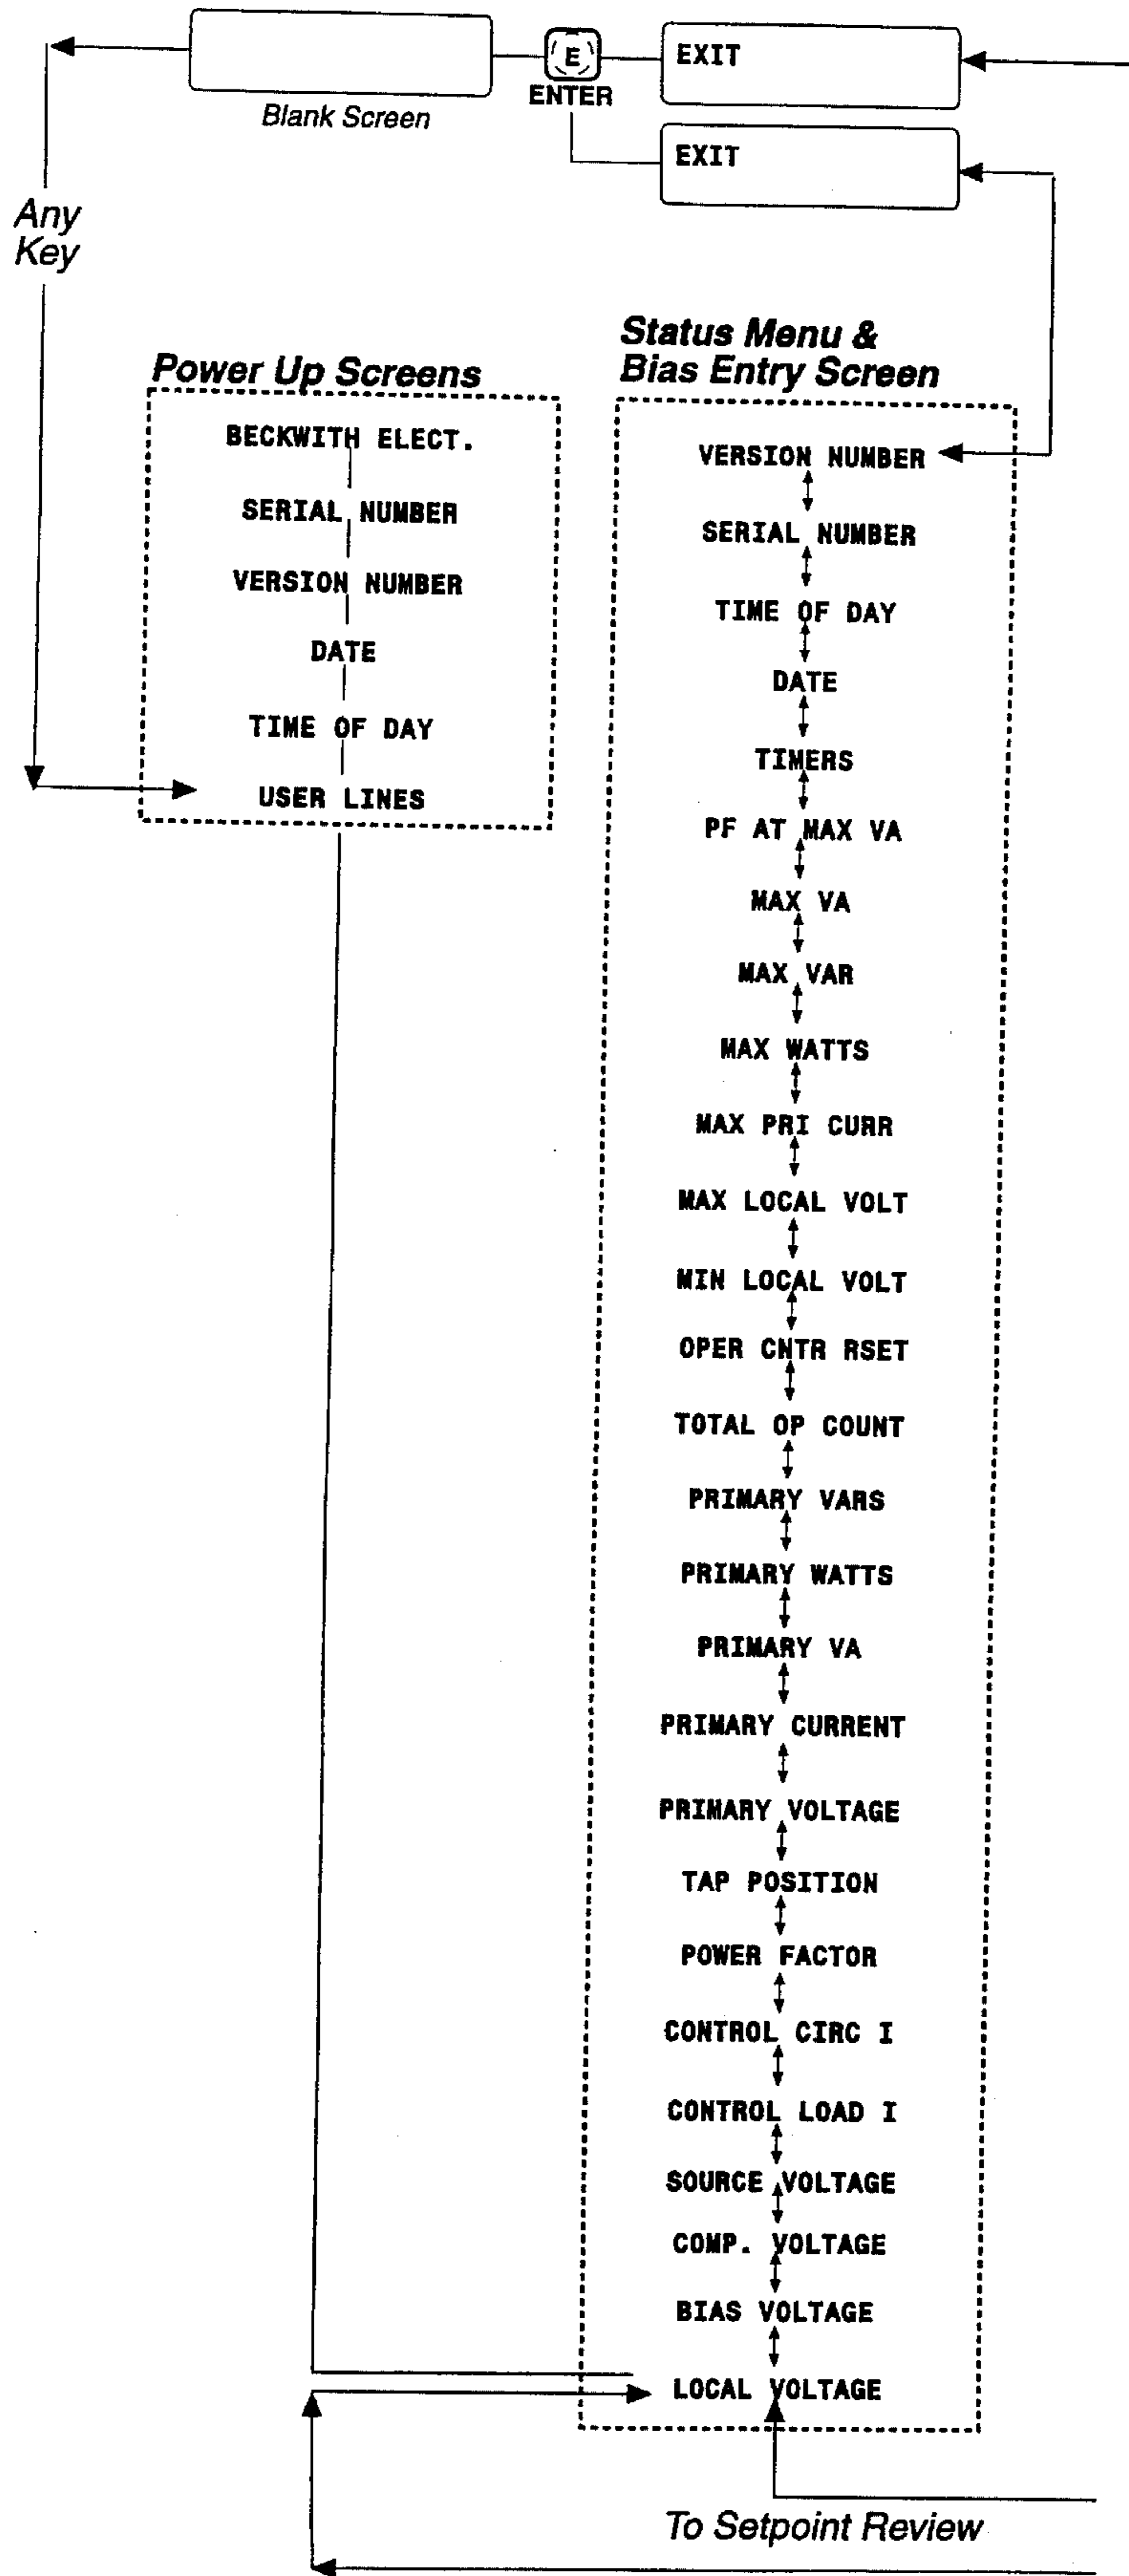 EXIT
E
ENTER
Blank Screen
EXIT
Any
Key
Power Up Screens
BECKWITH ELECT.
SERIAL NUMBER
VERSION NUMBER
DATE
TIME OF DAY
USER LINES
Status Menu &
Bias Entry Screen
VERSION NUMBER
SERIAL NUMBER
TIME OF DAY
DATE
TIMERS
PF AT MAX VA
MAX VA
MAX VAR
MAX WATTS
MAX PRI CURR
MAX LOCAL VOLT
MIN LOCAL VOLT
OPER CNTR RSET
TOTAL OP COUNT
PRIMARY VARS
PRIMARY WATTS
PRIMARY VA
PRIMARY CURRENT
PRIMARY VOLTAGE
TAP POSITION
POWER FACTOR
CONTROL CIRC I
CONTROL LOAD I
SOURCE VOLTAGE
COMP. VOLTAGE
BIAS VOLTAGE
LOCAL VOLTAGE
To Setpoint Review